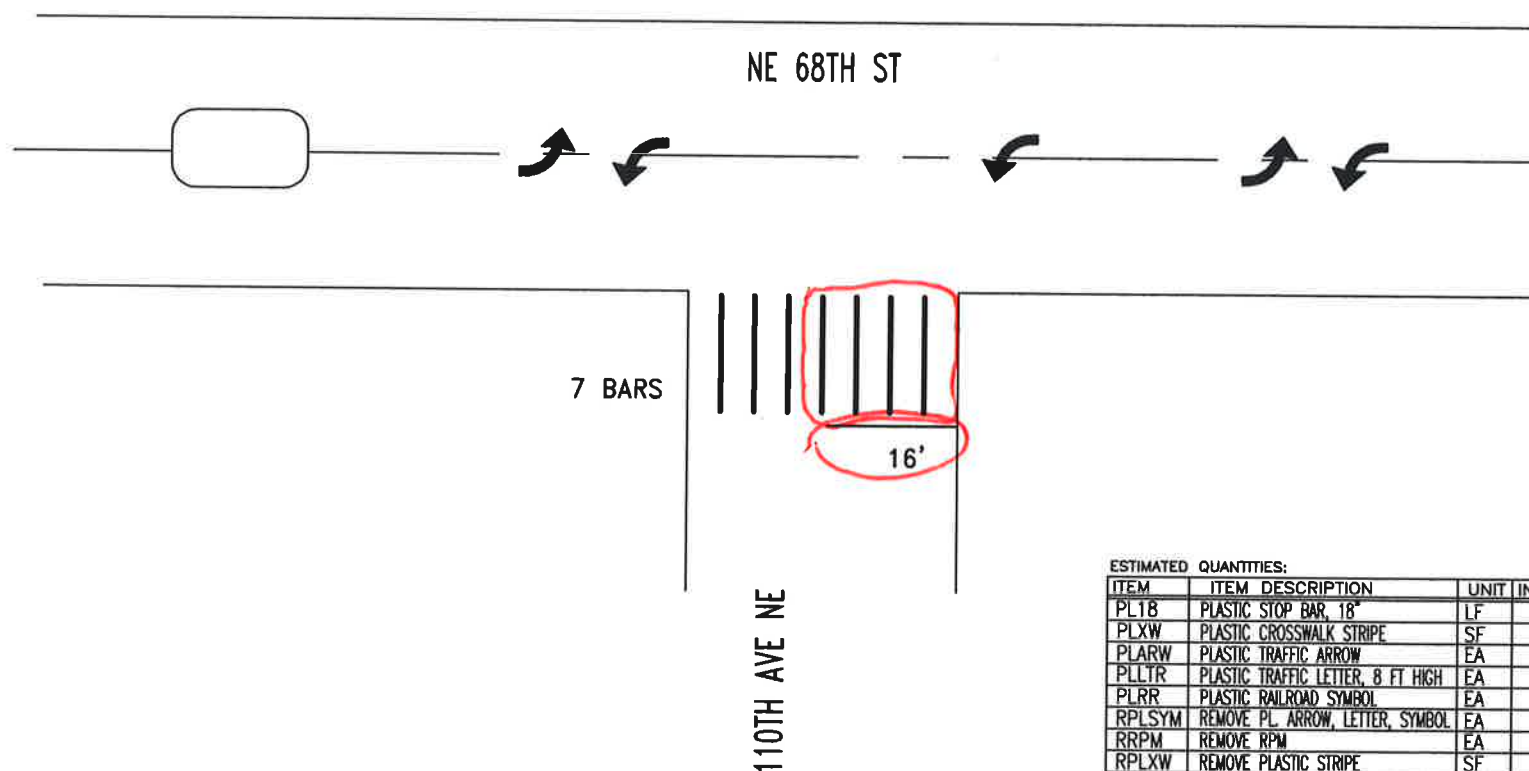 NE 68TH ST
7 BARS
16'
110TH AVE NE
ESTIMATED QUANTITIES:
ITEM ITEM DESCRIPTION UNIT
PL18 PLASTIC STOP BAR, 18" LF
PLXW PLASTIC CROSSWALK STRIPE SF
PLARW PLASTIC TRAFFIC ARROW EA
PLLTR PLASTIC TRAFFIC LETTER, 8 FT HIGH EA
PLRR PLASTIC RAILROAD SYMBOL EA
RPLSYM REMOVE PL. ARROW, LETTER, SYMBOL EA
RRPM REMOVE RPM EA
RPLXW REMOVE PLASTIC STRIPE SF